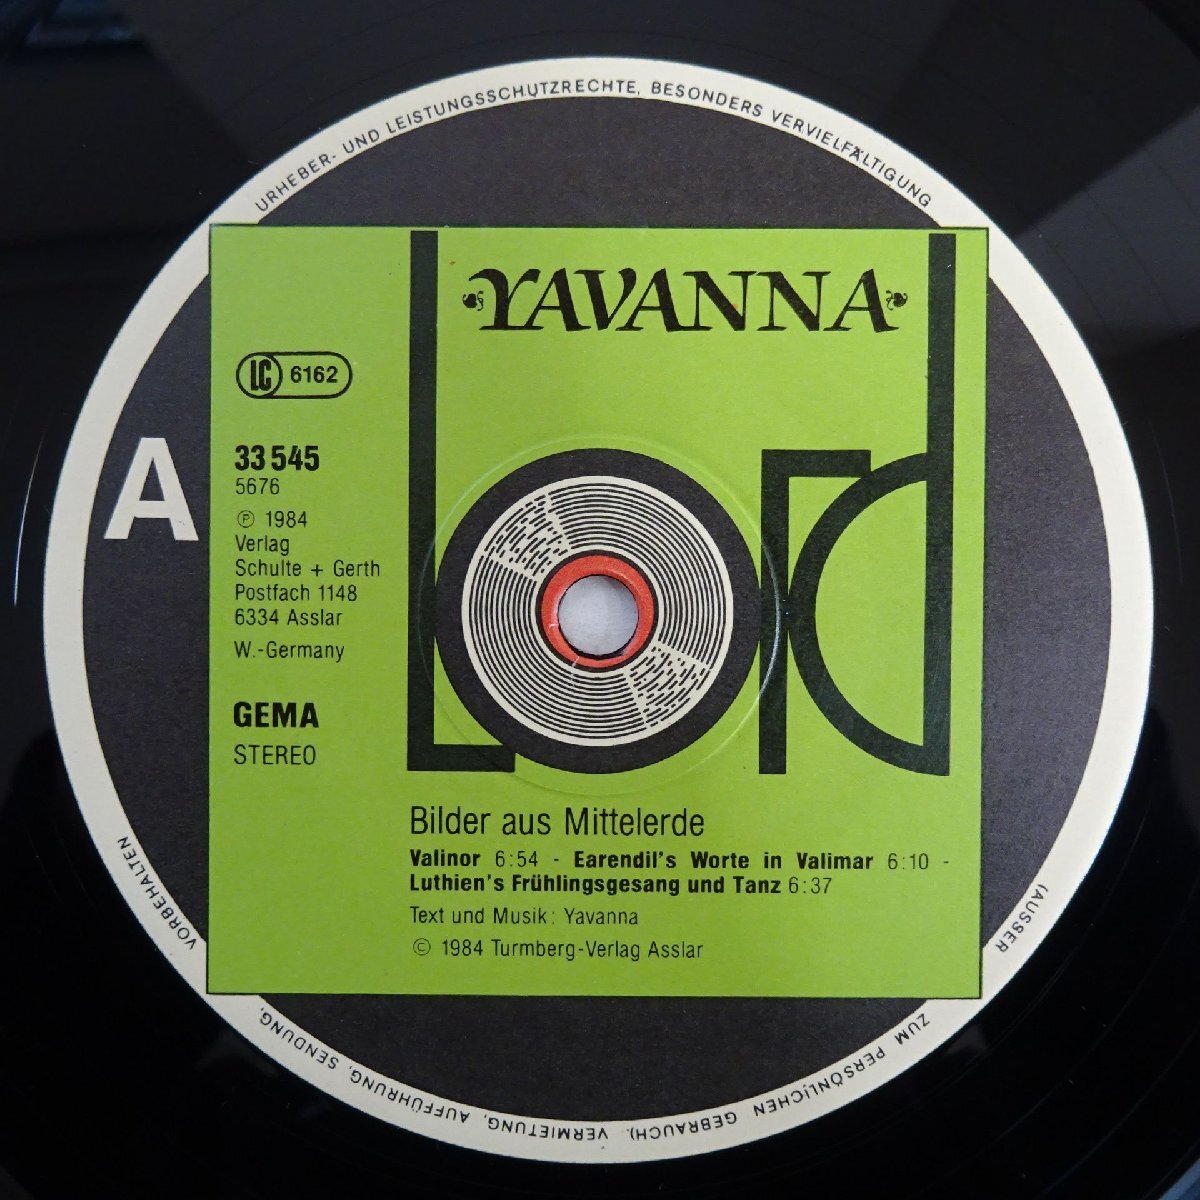 URHEBER- UND LEISTUNGSSCHUTZRECHTE, BESONDERS VERVIELFÄLTIGUNG
(AUSSER
ZUM PERSÖNLICHEN GEBRAUCH), VERMIETUNG, AUFFÜHRUNG, SENDUNG,
VORBEHALTEN
YAVANNA
LC 6162
Lord
A
33 545
5676
Ⓟ 1984
Verlag
Schulte + Gerth
Postfach 1148
6334 Asslar
W.-Germany
GEMA
STEREO
Bilder aus Mittelerde
Valinor 6:54 - Earendil's Worte in Valimar 6:10 -
Luthien's Frühlingsgesang und Tanz 6:37
Text und Musik: Yavanna
© 1984 Turmberg-Verlag Asslar